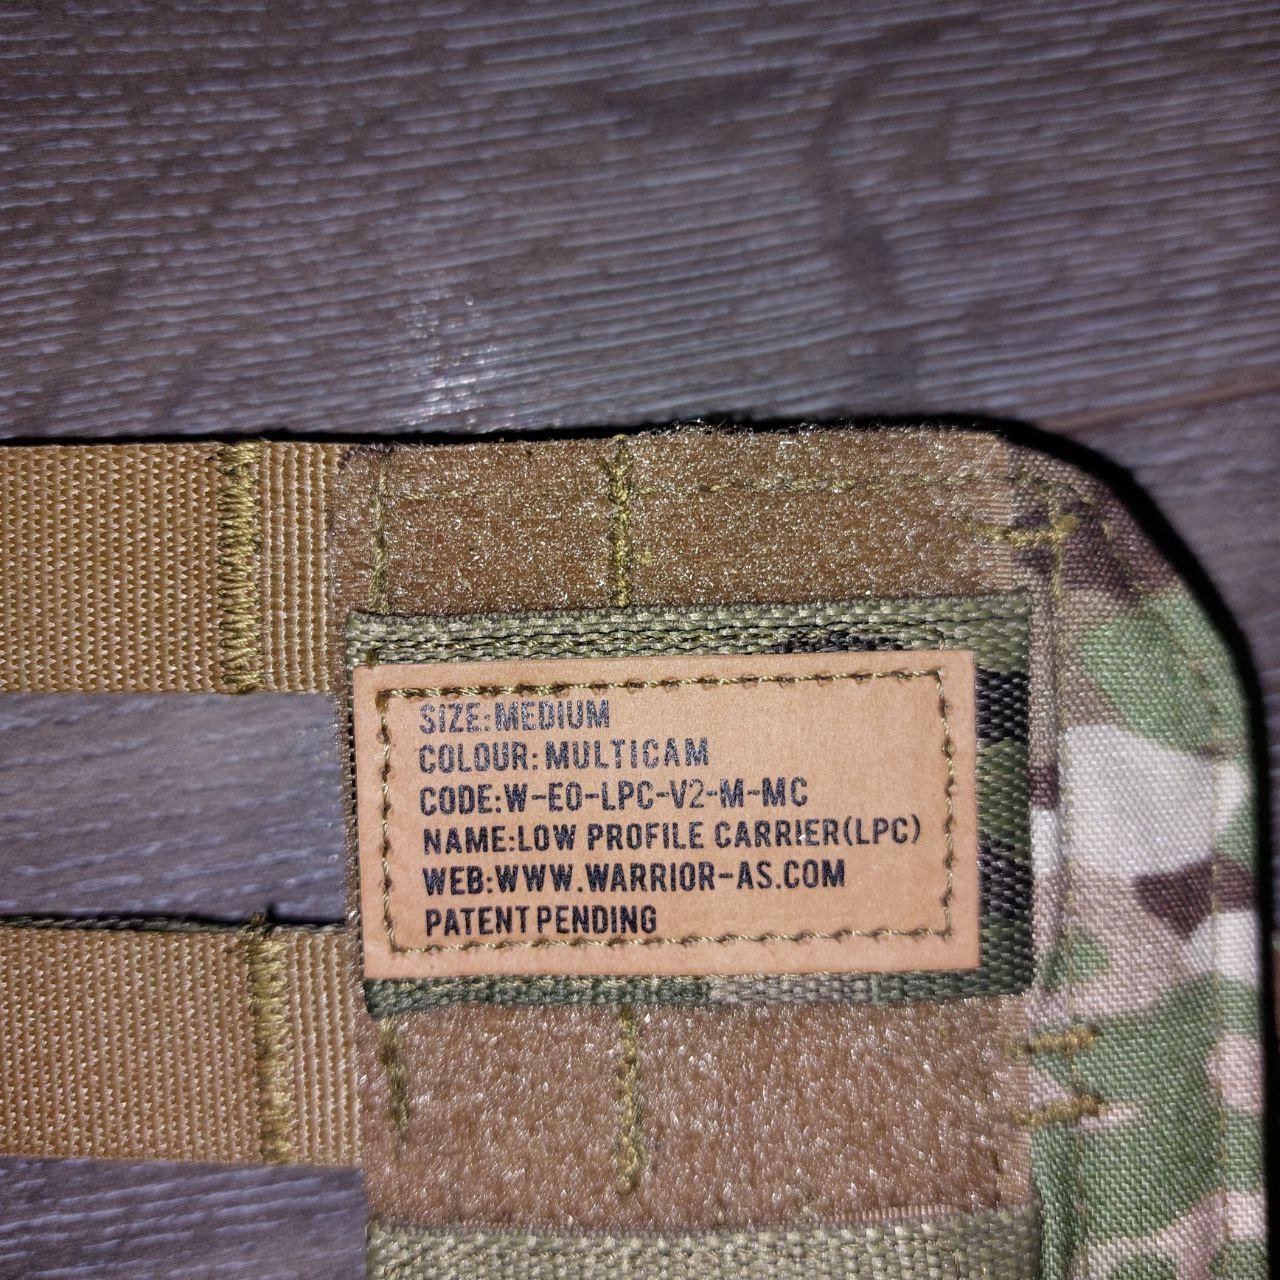 SIZE:MEDIUM
COLOUR: MULTICAM
CODE:W-EO-LPC-V2-M-MC
NAME:LOW PROFILE CARRIER(LPC)
WEB:WWW.WARRIOR-AS.COM
PATENT PENDING